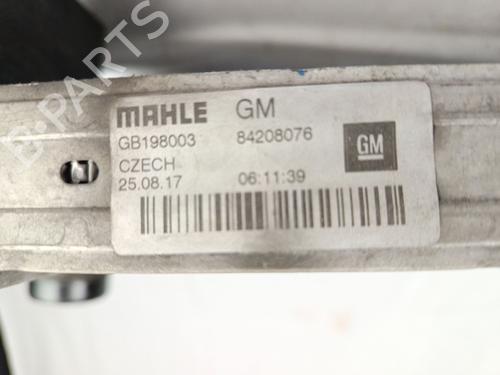 MAHLE GM
GB198003 84208076
CZECH GM
25.08.17 06:11:39
B-PARTS